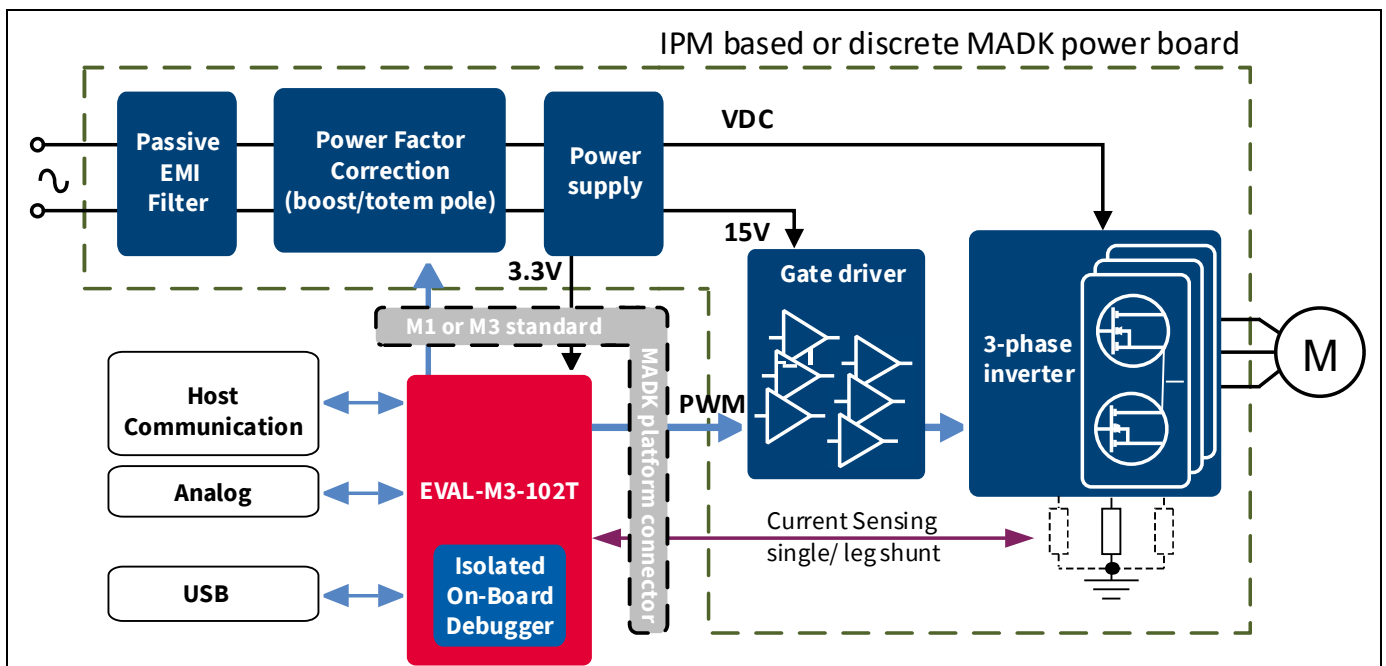 IPM based or discrete MADK power board
Passive
EMI
Filter
Power Factor
Correction
(boost/totem pole)
Power
supply
VDC
15V
3.3V
Gate driver
3-phase
inverter
M
M1 or M3 standard
MADK platform connector
Host
Communication
Analog
USB
EVAL-M3-102T
Isolated
On-Board
Debugger
PWM
Current Sensing
single/ leg shunt